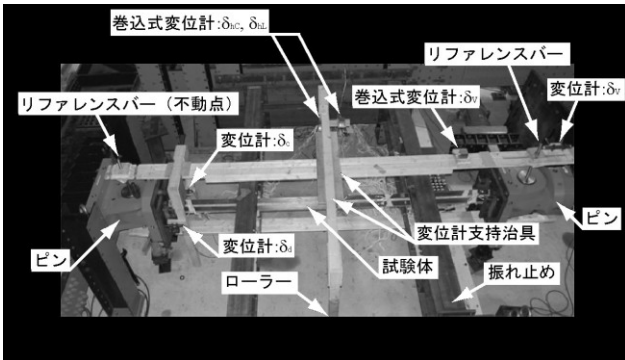 巻込式変位計:δhC, δhL
リファレンスバー
リファレンスバー（不動点）
巻込式変位計:δv
変位計:δv
変位計:δc
ピン
変位計:δd
変位計支持治具
ピン
試験体
ローラー
振れ止め